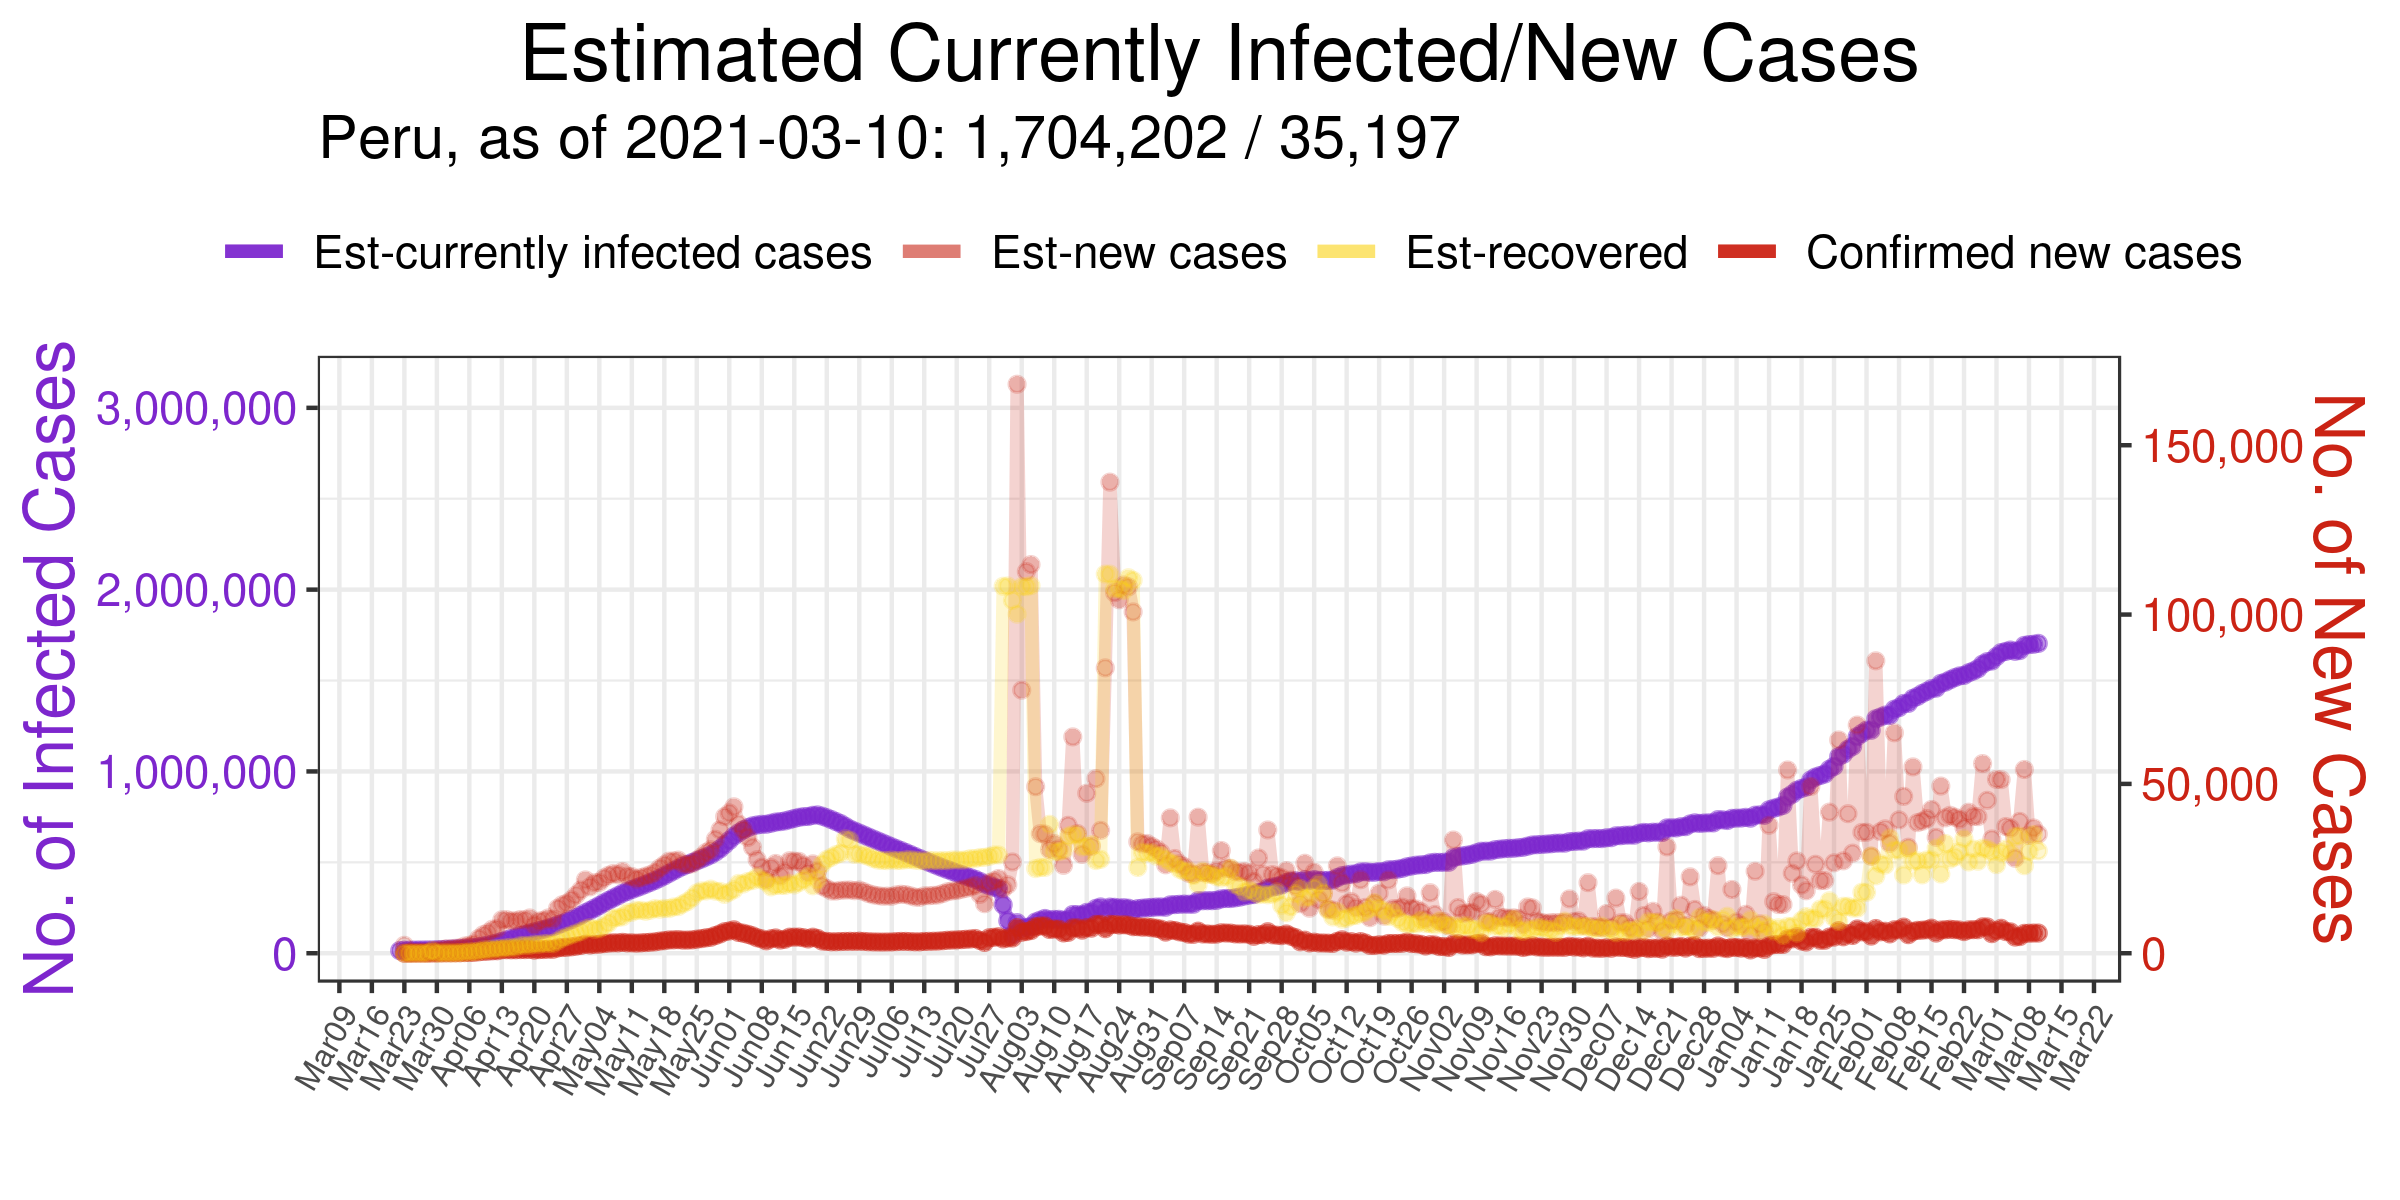 Estimated Currently Infected/New Cases
Peru, as of 2021-03-10: 1,704,202 / 35,197
Est-currently infected cases Est-new cases Est-recovered Confirmed new cases
No. of Infected Cases
3,000,000
2,000,000
1,000,000
0
150,000
100,000
50,000
0
No. of New Cases
Mar09 Mar16 Mar23 Mar30 Apr06 Apr13 Apr20 Apr27 May04 May11 May18 May25 Jun01 Jun08 Jun15 Jun22 Jun29 Jul06 Jul13 Jul20 Jul27 Aug03 Aug10 Aug17 Aug24 Aug31 Sep07 Sep14 Sep21 Sep28 Oct05 Oct12 Oct19 Oct26 Nov02 Nov09 Nov16 Nov23 Nov30 Dec07 Dec14 Dec21 Dec28 Jan04 Jan11 Jan18 Jan25 Feb01 Feb08 Feb15 Feb22 Mar01 Mar08 Mar15 Mar22